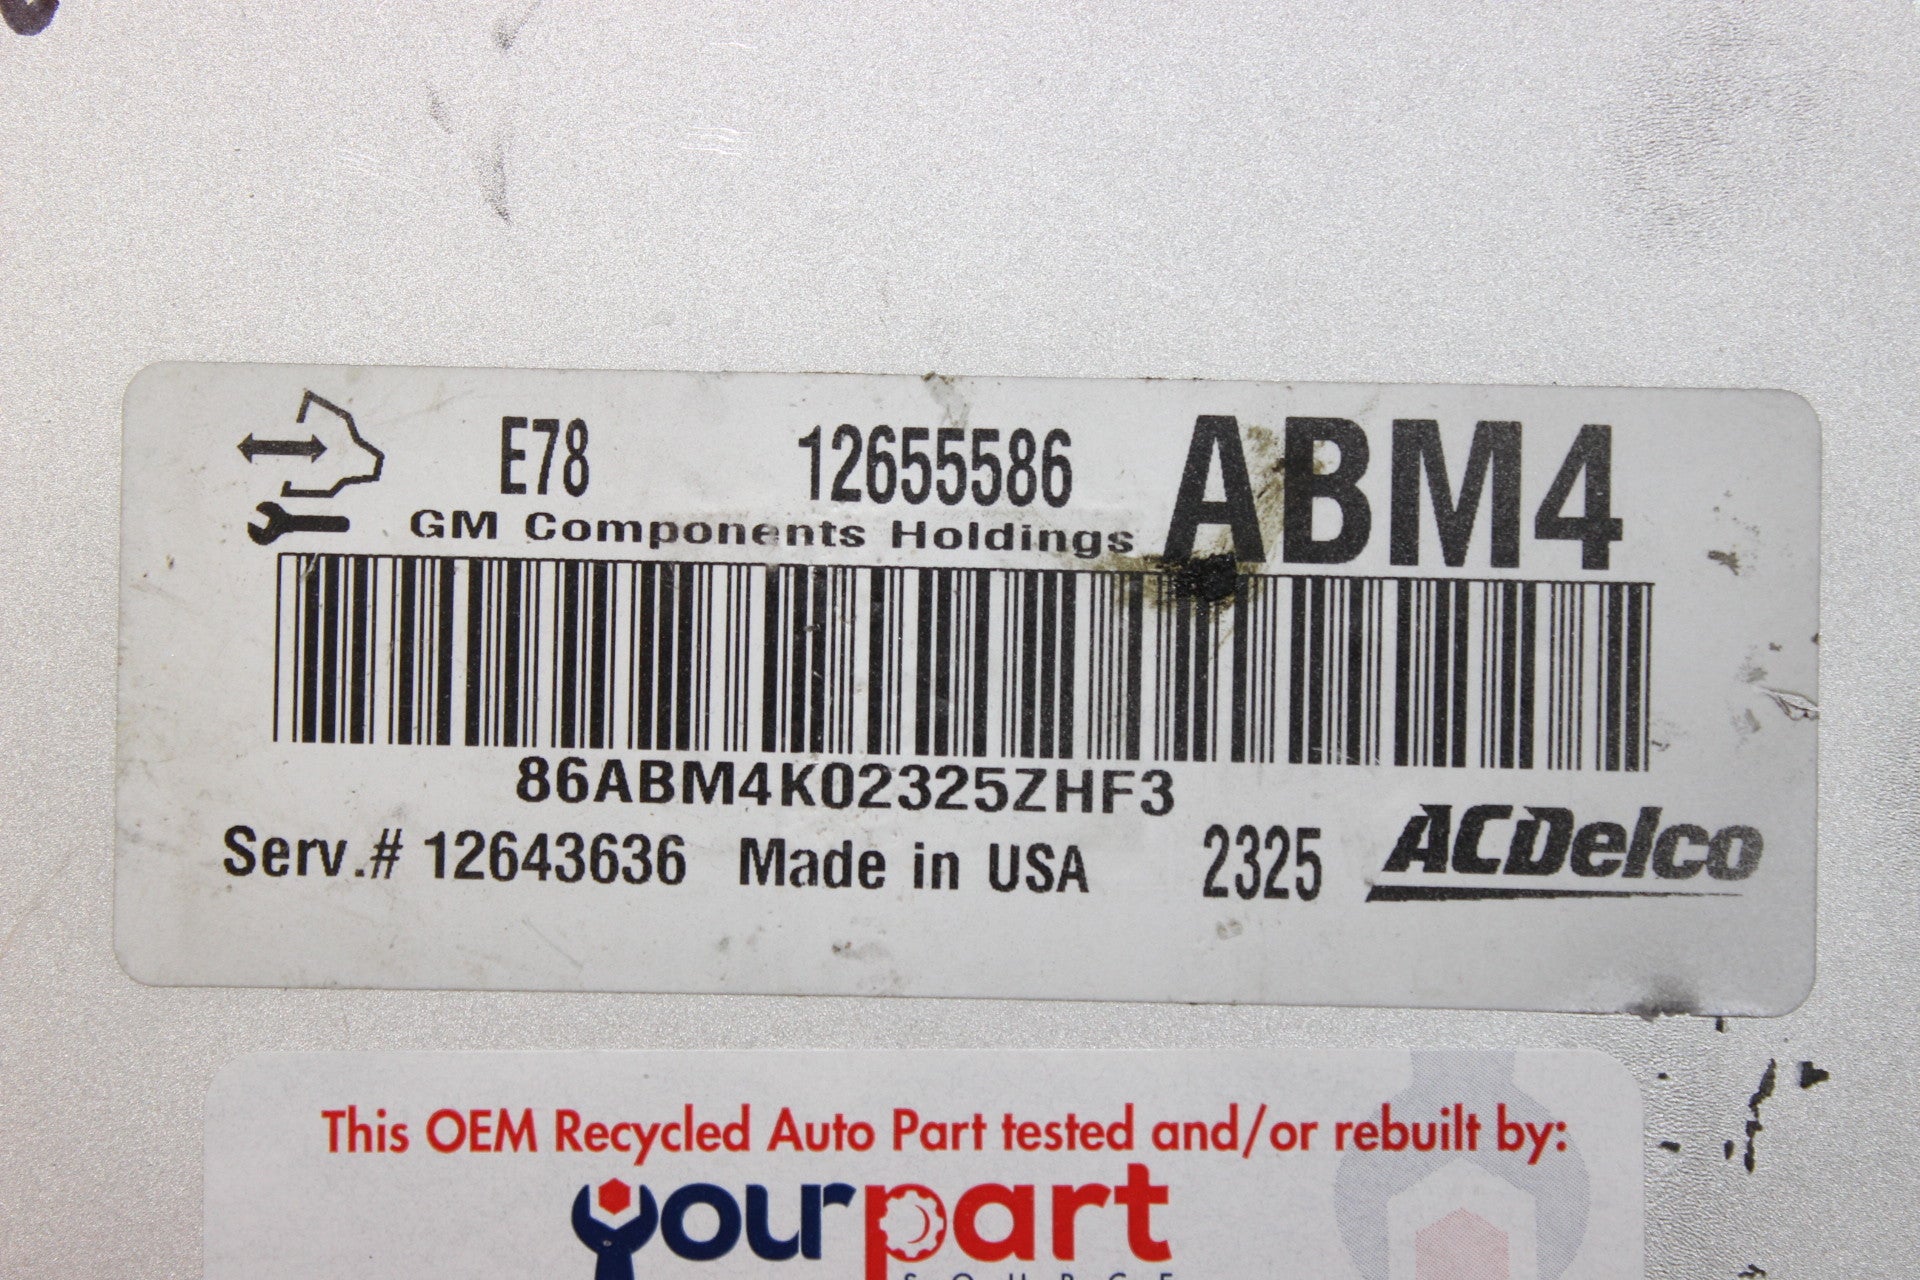 E78 12655586 ABM4
GM Components Holdings
86ABM4K02325ZHF3
Serv.# 12643636 Made in USA 2325 ACDelco
This OEM Recycled Auto Part tested and/or rebuilt by:
yourpart
SOURCE